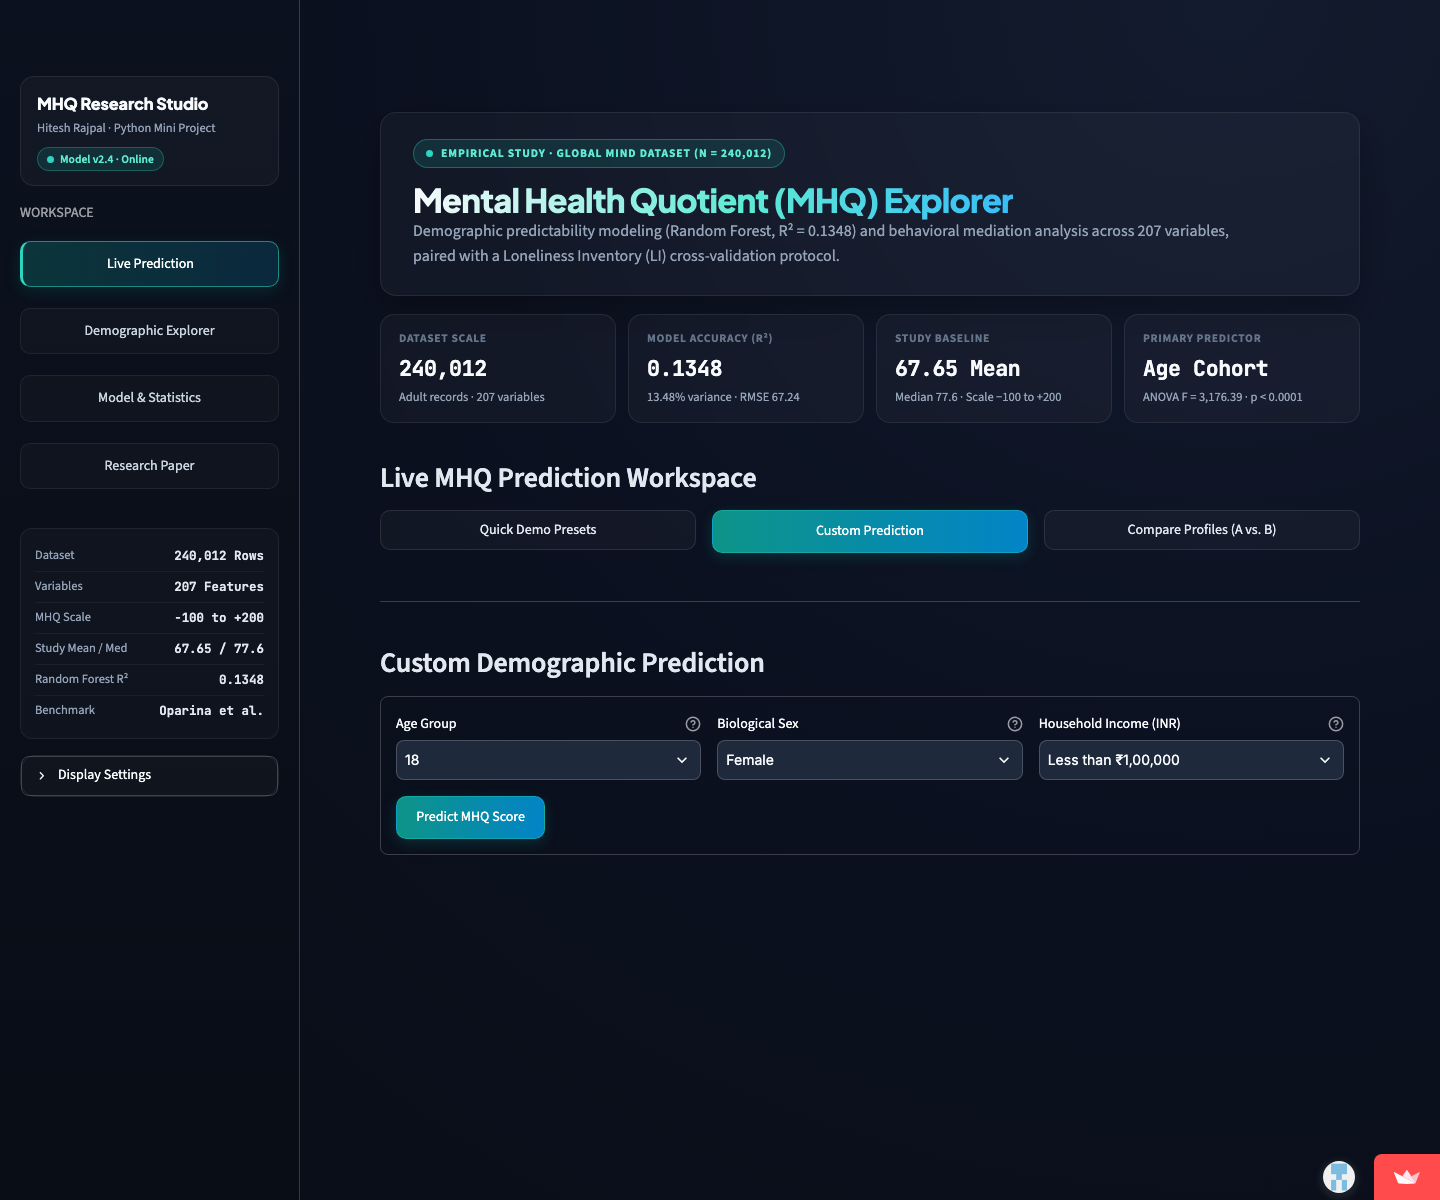 MHQ Research Studio
Hitesh Rajpal · Python Mini Project
Model v2.4 · Online
WORKSPACE
Live Prediction
Demographic Explorer
Model & Statistics
Research Paper
Dataset 240,012 Rows
Variables 207 Features
MHQ Scale -100 to +200
Study Mean / Med 67.65 / 77.6
Random Forest R² 0.1348
Benchmark Oparina et al.
Display Settings
EMPIRICAL STUDY · GLOBAL MIND DATASET (N = 240,012)
Mental Health Quotient (MHQ) Explorer
Demographic predictability modeling (Random Forest, R² = 0.1348) and behavioral mediation analysis across 207 variables,
paired with a Loneliness Inventory (LI) cross-validation protocol.
DATASET SCALE
240,012
Adult records · 207 variables
MODEL ACCURACY (R²)
0.1348
13.48% variance · RMSE 67.24
STUDY BASELINE
67.65 Mean
Median 77.6 · Scale −100 to +200
PRIMARY PREDICTOR
Age Cohort
ANOVA F = 3,176.39 · p < 0.0001
Live MHQ Prediction Workspace
Quick Demo Presets
Custom Prediction
Compare Profiles (A vs. B)
Custom Demographic Prediction
Age Group
18
Biological Sex
Female
Household Income (INR)
Less than ₹1,00,000
Predict MHQ Score